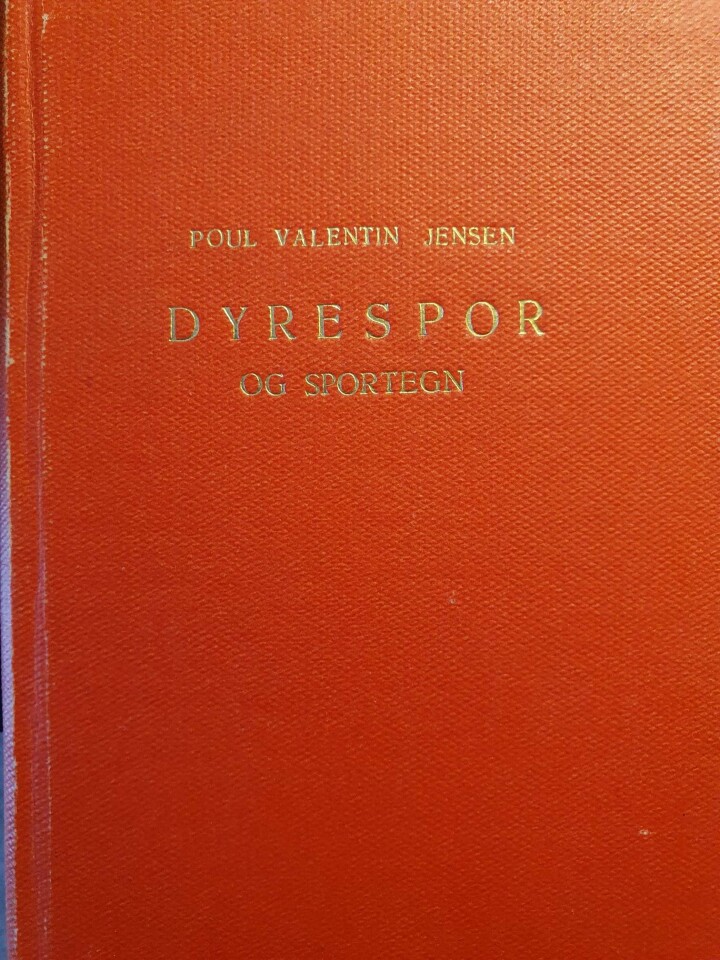 POUL VALENTIN JENSEN
DYRESPOR
OG SPORTEGN